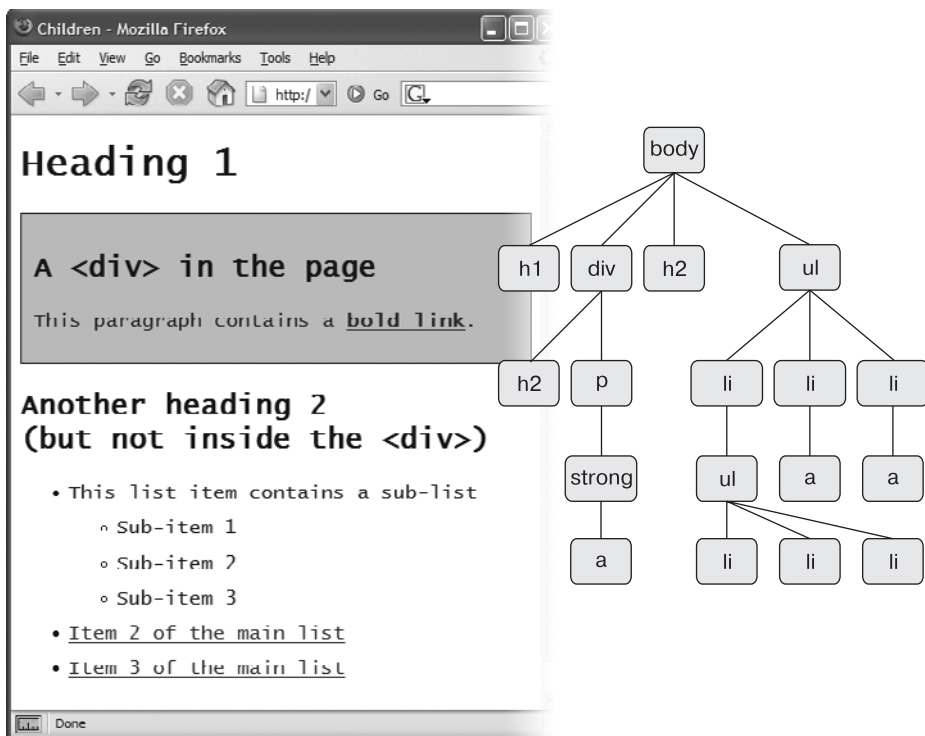 Children - Mozilla Firefox
File Edit View Go Bookmarks Tools Help
http:/ Go G
Heading 1
A <div> in the page
This paragraph contains a bold link.
Another heading 2
(but not inside the <div>)
• This list item contains a sub-list
◦ Sub-item 1
◦ Sub-item 2
◦ Sub-item 3
• Item 2 of the main list
• Item 3 of the main list
Done
body
h1 div h2 ul
h2 p li li li
strong ul a a
a li li li